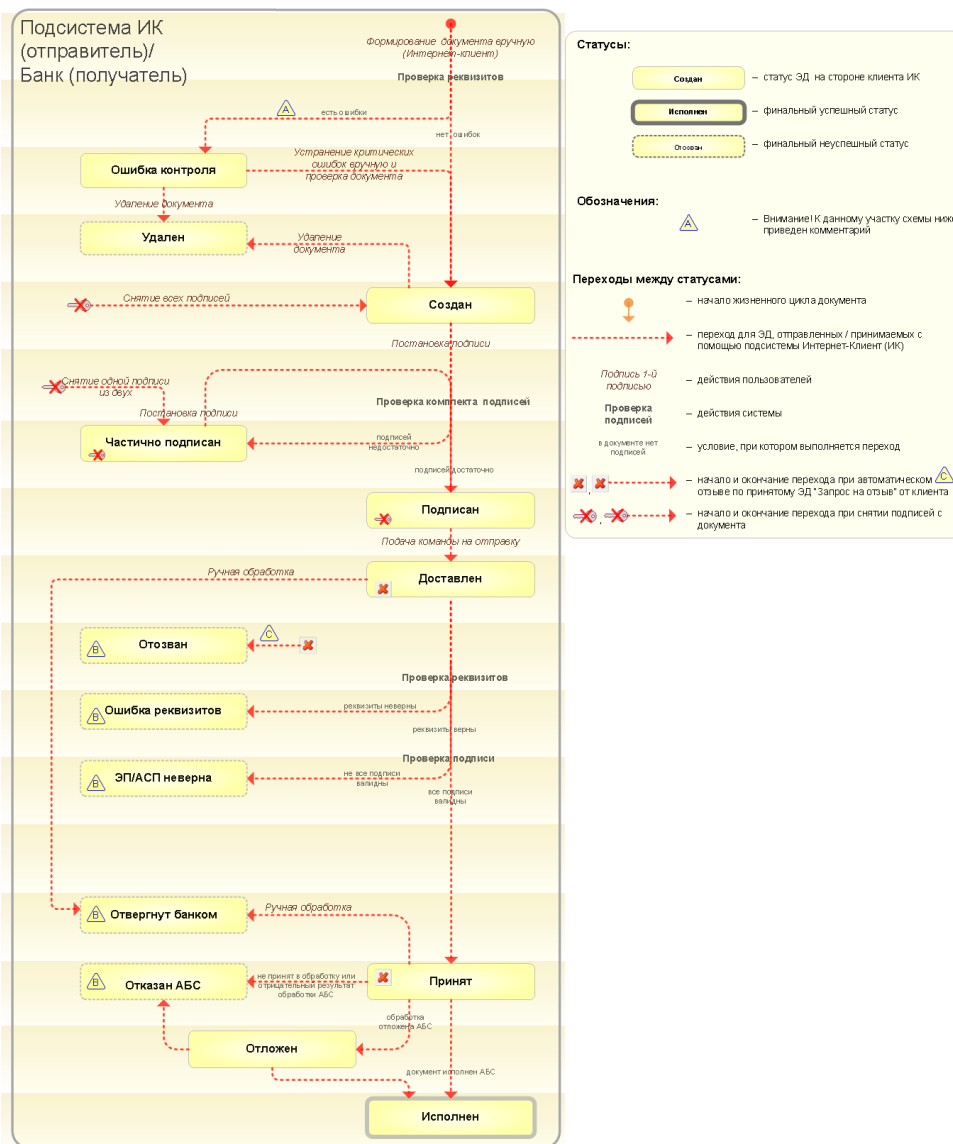 Подсистема ИК
(отправитель)/
Банк (получатель)
Формирование документа вручную
(Интернет-клиент)
Проверка реквизитов
A
есть ошибки
нет ошибок
Ошибка контроля
Устранение критических
ошибок вручную и
проверка документа
Удаление документа
Удален
Удаление
документа
Снятие всех подписей
Создан
Постановка подписи
Снятие одной подписи
из двух
Постановка подписи
Проверка комплекта подписей
Частично подписан
подписей
недостаточно
подписей достаточно
Подписан
Подача команды на отправку
Ручная обработка
Доставлен
B
Отозван
C
Проверка реквизитов
B
Ошибка реквизитов
реквизиты неверны
реквизиты верны
Проверка подписи
B
ЭП/АСП неверна
не все подписи
валидны
все подписи
валидны
B
Отвергнут банком
Ручная обработка
B
Отказан АБС
не принят в обработку или
отрицательный результат
обработки АБС
Принят
обработка
отложена АБС
Отложен
документ исполнен АБС
Исполнен
Статусы:
Создан
– статус ЭД на стороне клиента ИК
Исполнен
– финальный успешный статус
Отозван
– финальный неуспешный статус
Обозначения:
A
– Внимание! К данному участку схемы ниже
приведен комментарий
Переходы между статусами:
– начало жизненного цикла документа
– переход для ЭД, отправленных / принимаемых с
помощью подсистемы Интернет-Клиент (ИК)
Подпись 1-й
подписью
– действия пользователей
Проверка
подписей
– действия системы
в документе нет
подписей
– условие, при котором выполняется переход
,
– начало и окончание перехода при автоматическом C
отзыве по принятому ЭД "Запрос на отзыв" от клиента
,
– начало и окончание перехода при снятии подписей с
документа